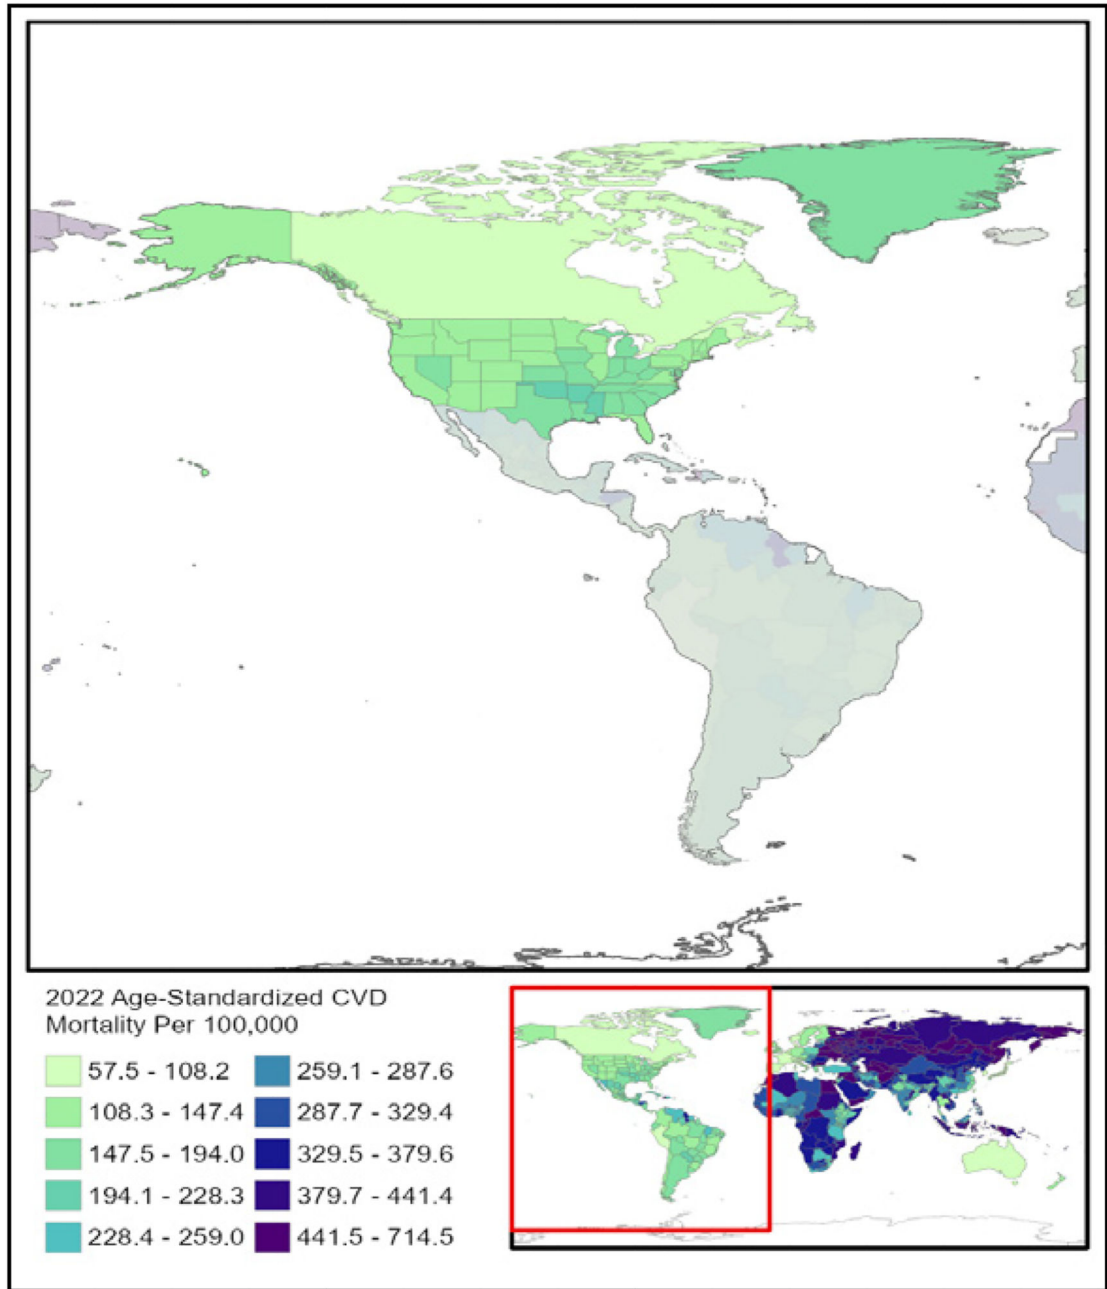 2022 Age-Standardized CVD
Mortality Per 100,000
57.5 - 108.2
108.3 - 147.4
147.5 - 194.0
194.1 - 228.3
228.4 - 259.0
259.1 - 287.6
287.7 - 329.4
329.5 - 379.6
379.7 - 441.4
441.5 - 714.5